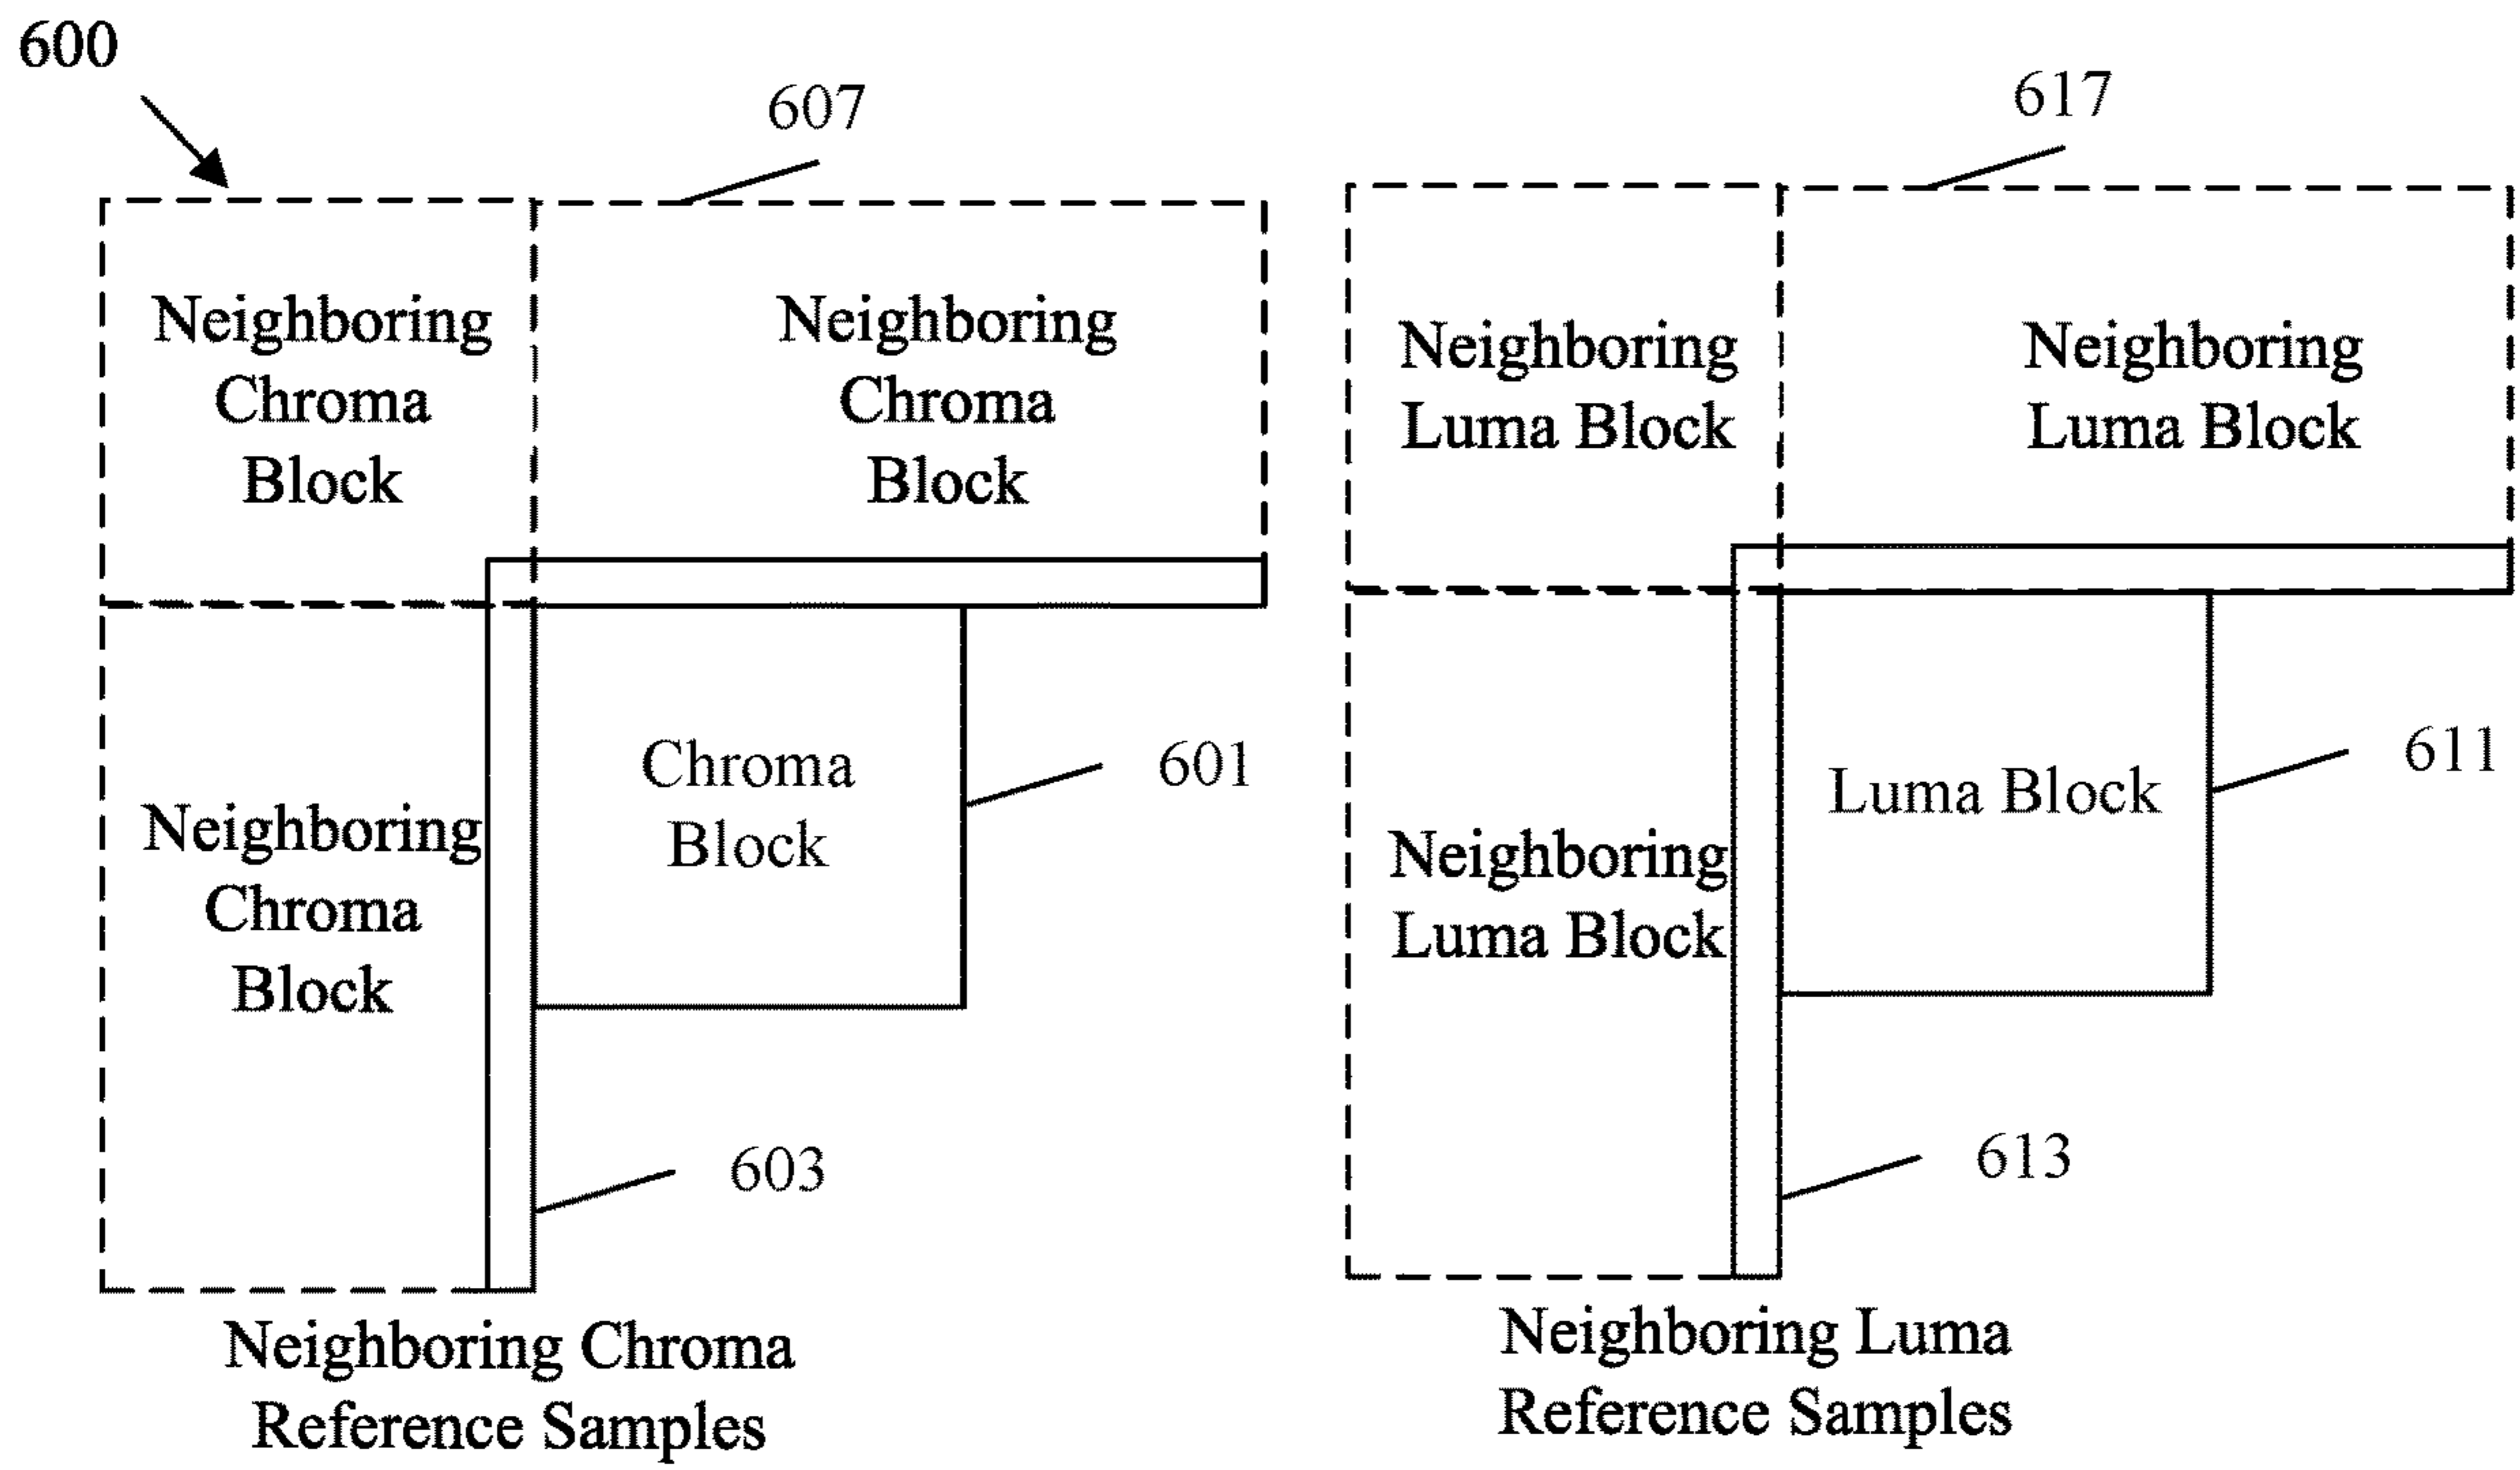 600
607
617
Neighboring
Chroma
Block
Neighboring
Chroma
Block
Neighboring
Luma Block
Neighboring
Luma Block
Chroma
Block
601
Luma Block
611
Neighboring
Chroma
Block
Neighboring
Luma Block
603
613
Neighboring Chroma
Reference Samples
Neighboring Luma
Reference Samples